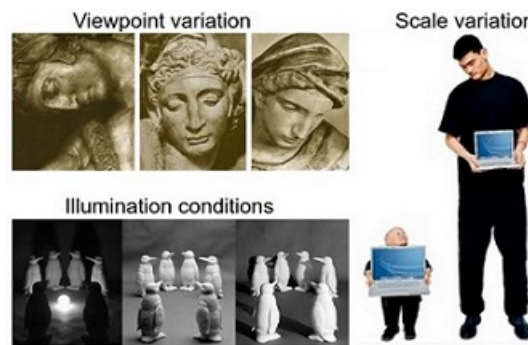 Viewpoint variation
Scale variation
Illumination conditions